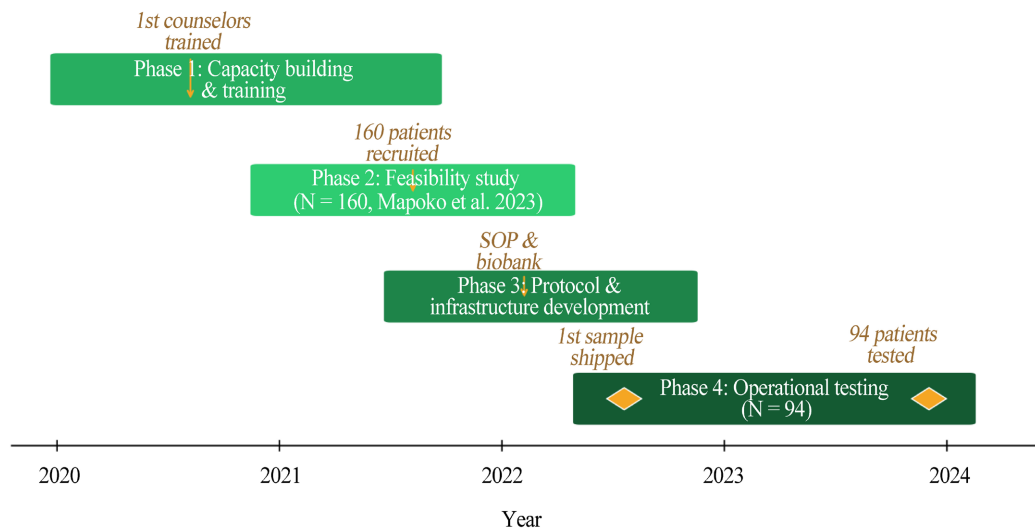 1st counselors
trained
Phase 1: Capacity building
& training
160 patients
recruited
Phase 2: Feasibility study
(N = 160, Mapoko et al. 2023)
SOP &
biobank
Phase 3: Protocol &
infrastructure development
1st sample
shipped
94 patients
tested
Phase 4: Operational testing
(N = 94)
2020
2021
2022
2023
2024
Year